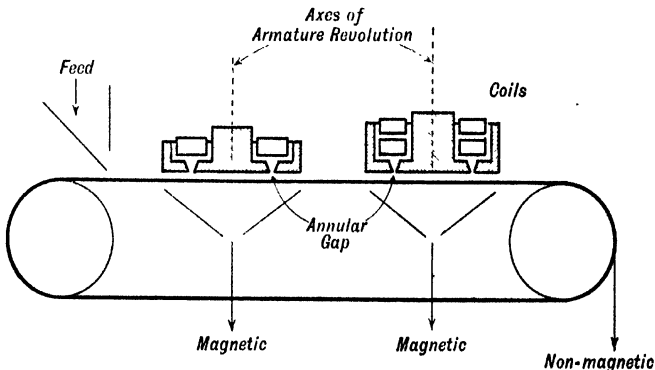 Axes of
Armature Revolution
Feed
Coils
Annular
Gap
Magnetic
Magnetic
Non-magnetic